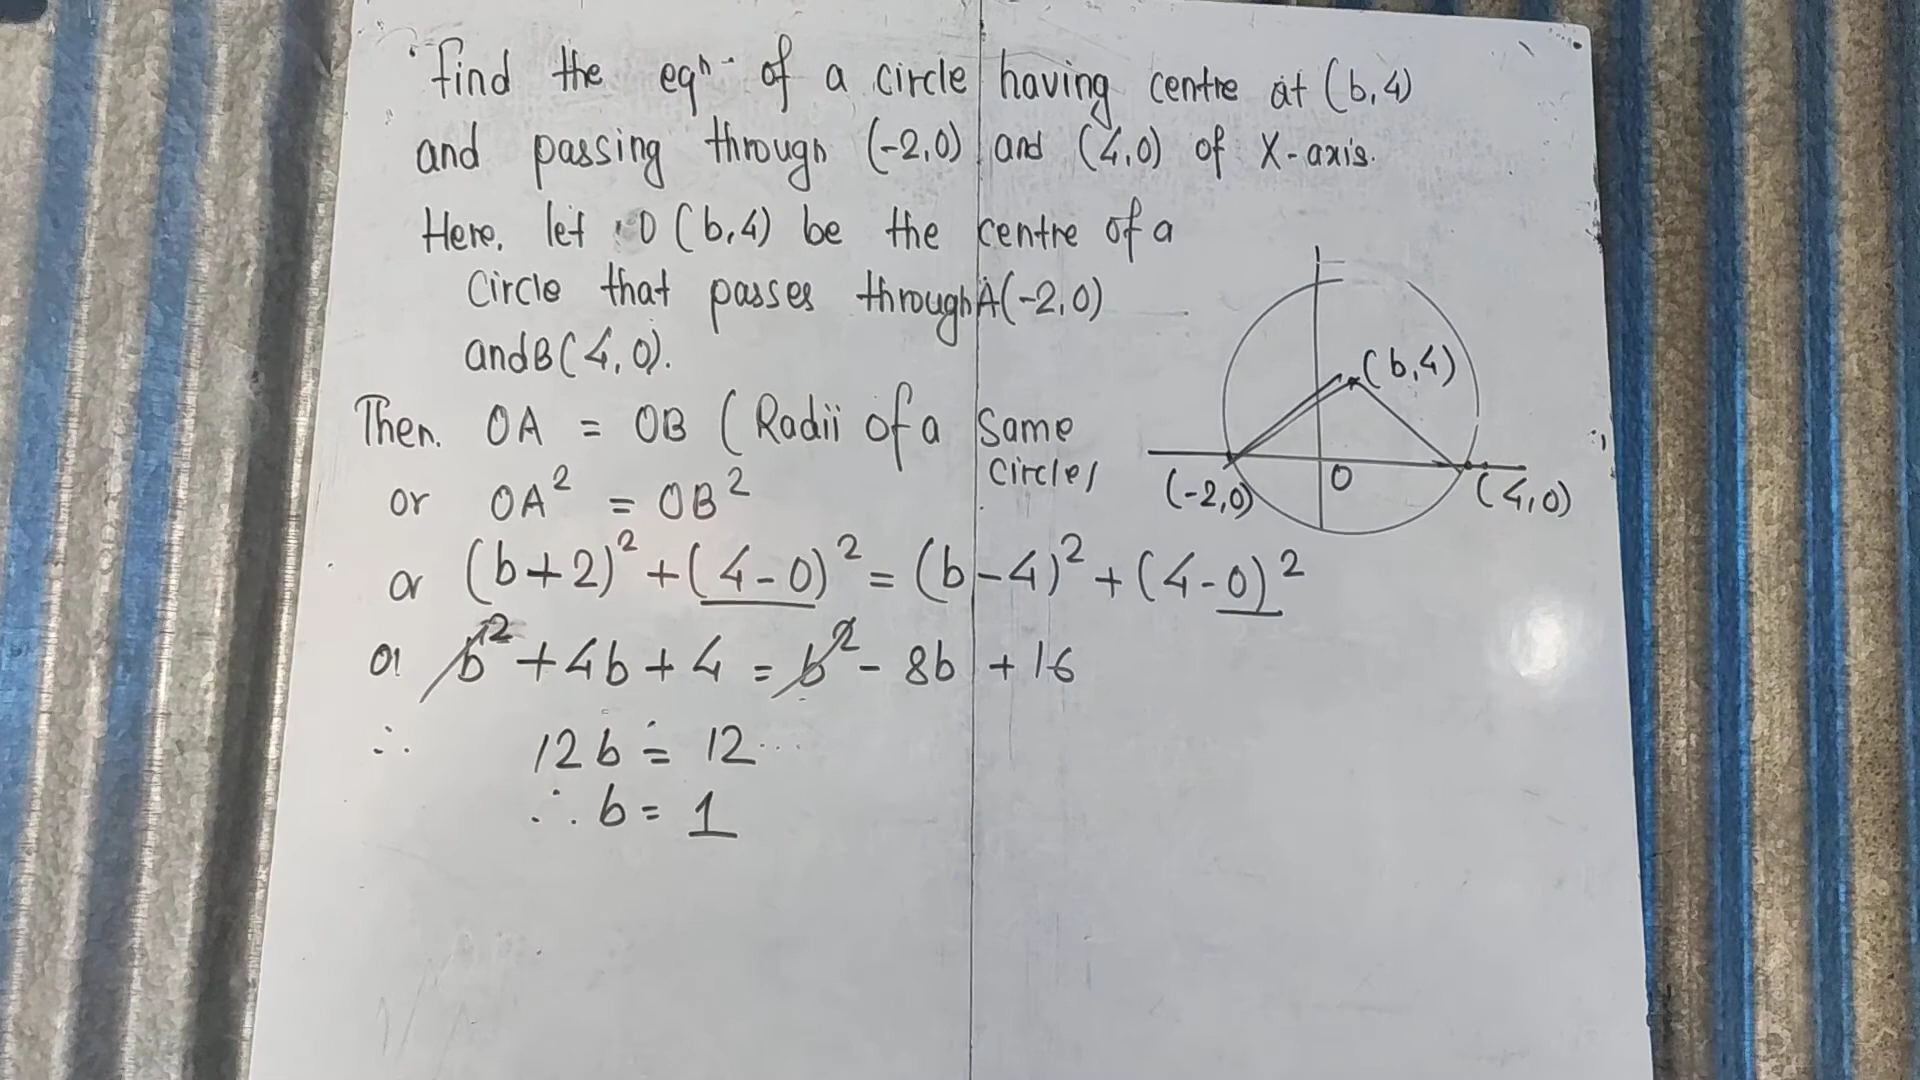 find the eqn. of a circle having centre at (b,4)
and passing through (-2,0) and (4,0) of X-axis.
Here, let O (b,4) be the centre of a
Circle that passes through A(-2,0)
and B(4,0).
Then. OA = OB (Radii of a Same
Circle)
or OA² = OB²
or (b+2)² + (4-0)² = (b-4)² + (4-0)²
or b² + 4b + 4 = b² - 8b + 16
∴ 12b = 12
∴ b = 1
(b,4)
(-2,0) O (4,0)